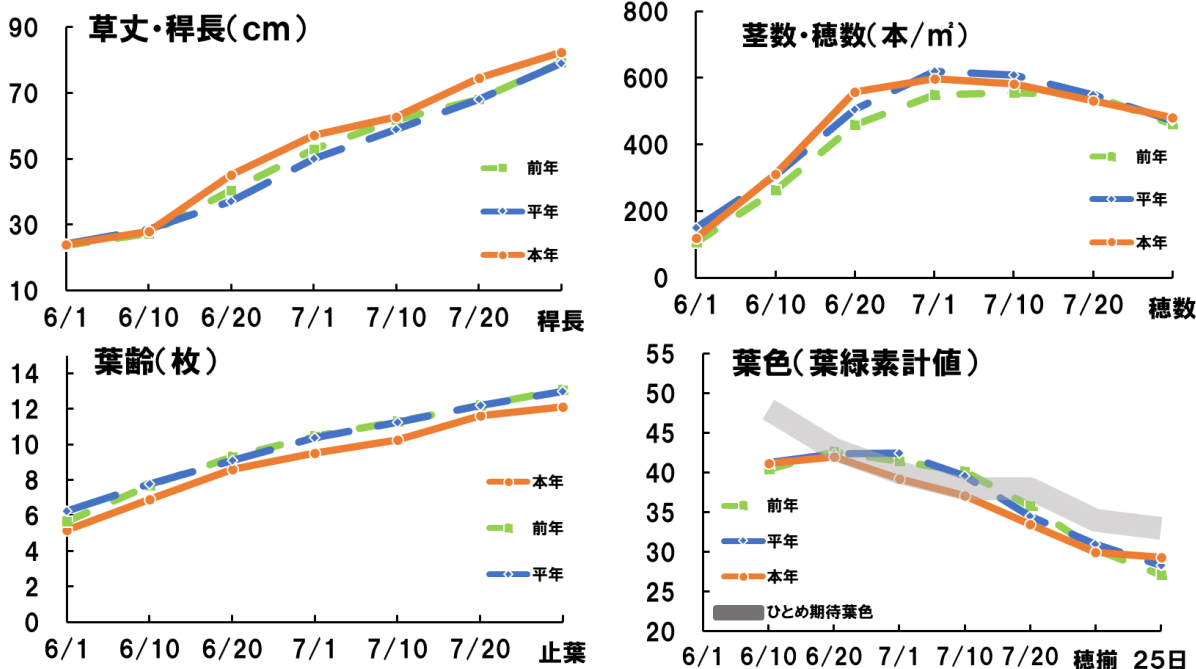 草丈・稈長(cm)
90
70
50
30
10
前年
平年
本年
6/1 6/10 6/20 7/1 7/10 7/20 稈長
茎数・穂数(本/㎡)
800
600
400
200
0
前年
平年
本年
6/1 6/10 6/20 7/1 7/10 7/20 穂数
葉齢(枚)
14
12
10
8
6
4
2
0
本年
前年
平年
6/1 6/10 6/20 7/1 7/10 7/20 止葉
葉色(葉緑素計値)
55
50
45
40
35
30
25
20
前年
平年
本年
ひとめ期待葉色
6/1 6/10 6/20 7/1 7/10 7/20 穂揃 25日